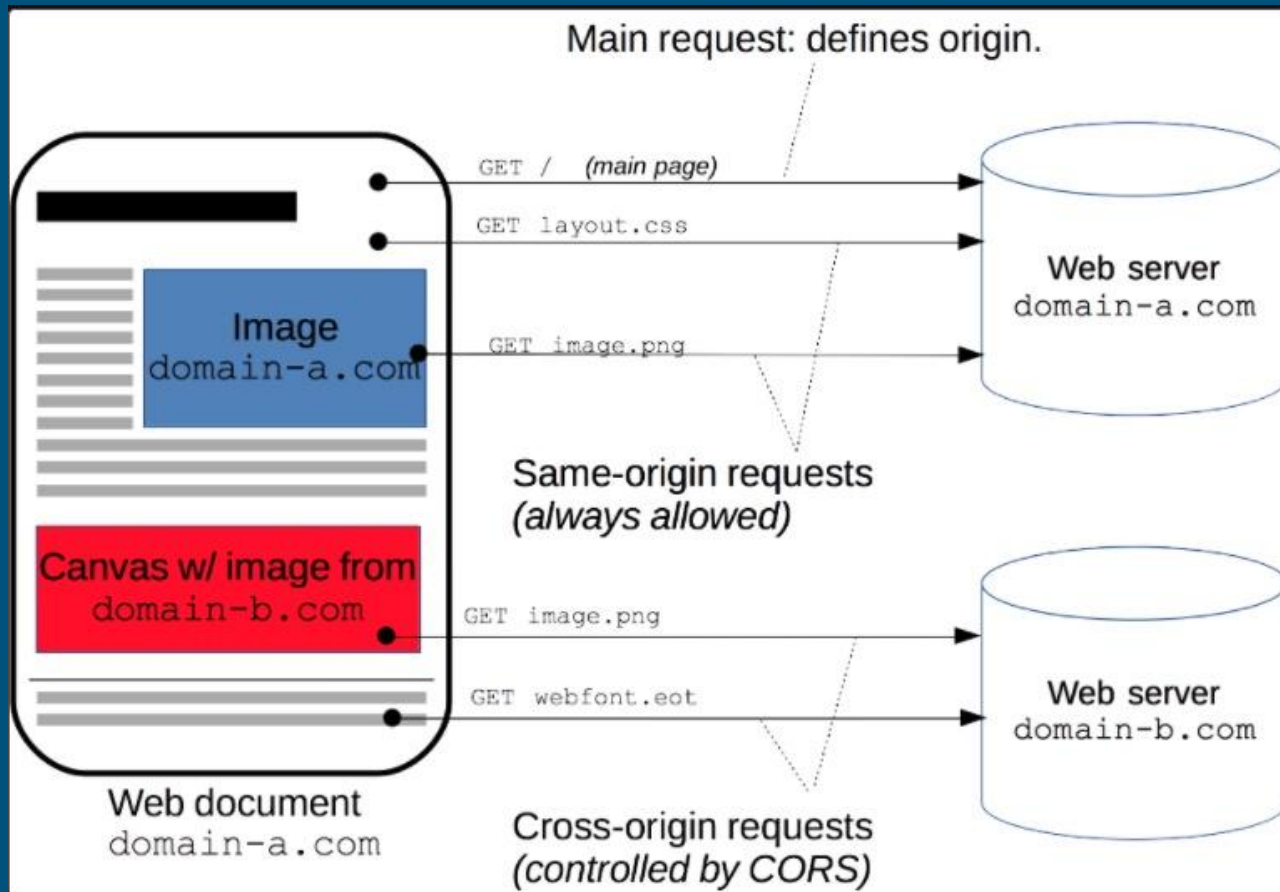 Main request: defines origin.
GET / (main page)
GET layout.css
Image
domain-a.com
GET image.png
Web server
domain-a.com
Same-origin requests
(always allowed)
Canvas w/ image from
domain-b.com
GET image.png
GET webfont.eot
Web server
domain-b.com
Web document
domain-a.com
Cross-origin requests
(controlled by CORS)